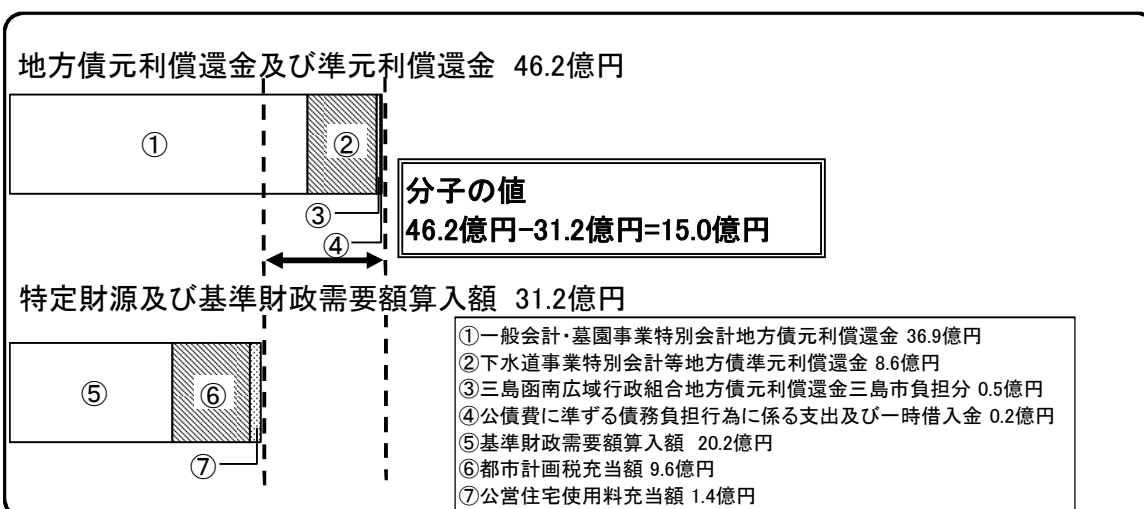 地方債元利償還金及び準元利償還金 46.2億円
①
②
③
④
分子の値
46.2億円-31.2億円=15.0億円
特定財源及び基準財政需要額算入額 31.2億円
⑤
⑥
⑦
①一般会計・墓園事業特別会計地方債元利償還金 36.9億円
②下水道事業特別会計等地方債準元利償還金 8.6億円
③三島函南広域行政組合地方債元利償還金三島市負担分 0.5億円
④公債費に準ずる債務負担行為に係る支出及び一時借入金 0.2億円
⑤基準財政需要額算入額 20.2億円
⑥都市計画税充当額 9.6億円
⑦公営住宅使用料充当額 1.4億円